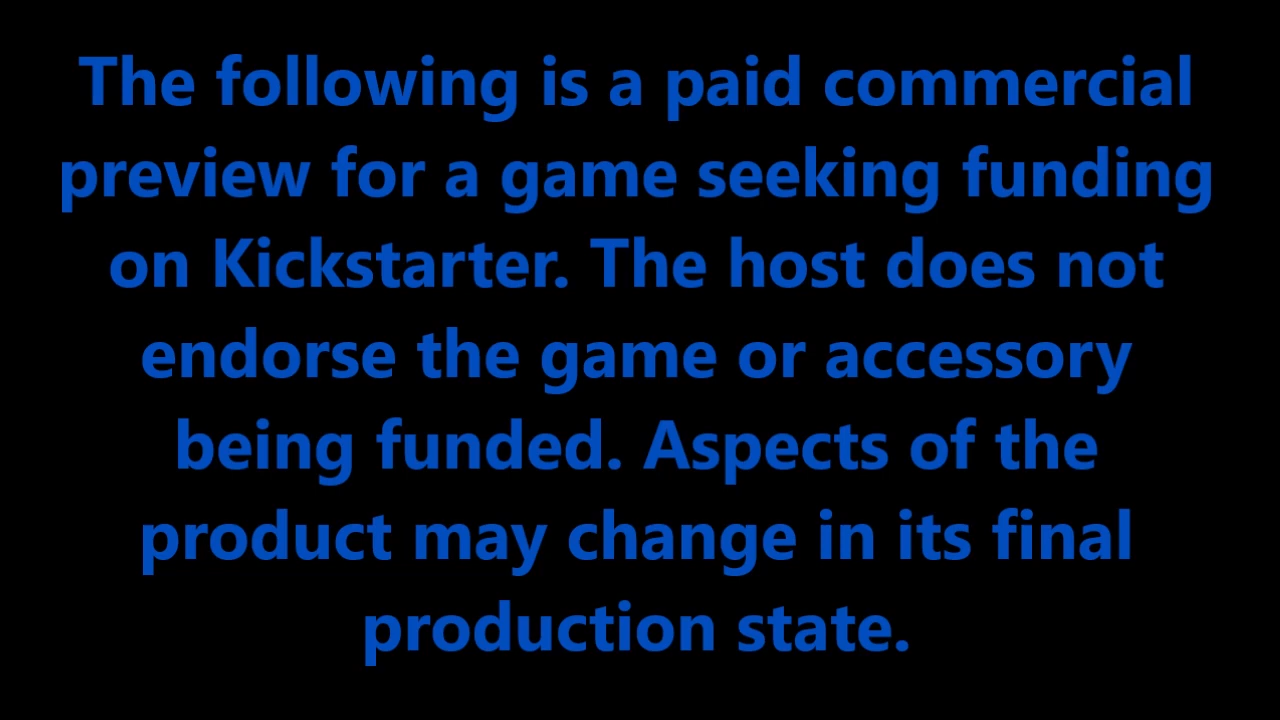 The following is a paid commercial
preview for a game seeking funding
on Kickstarter. The host does not
endorse the game or accessory
being funded. Aspects of the
product may change in its final
production state.